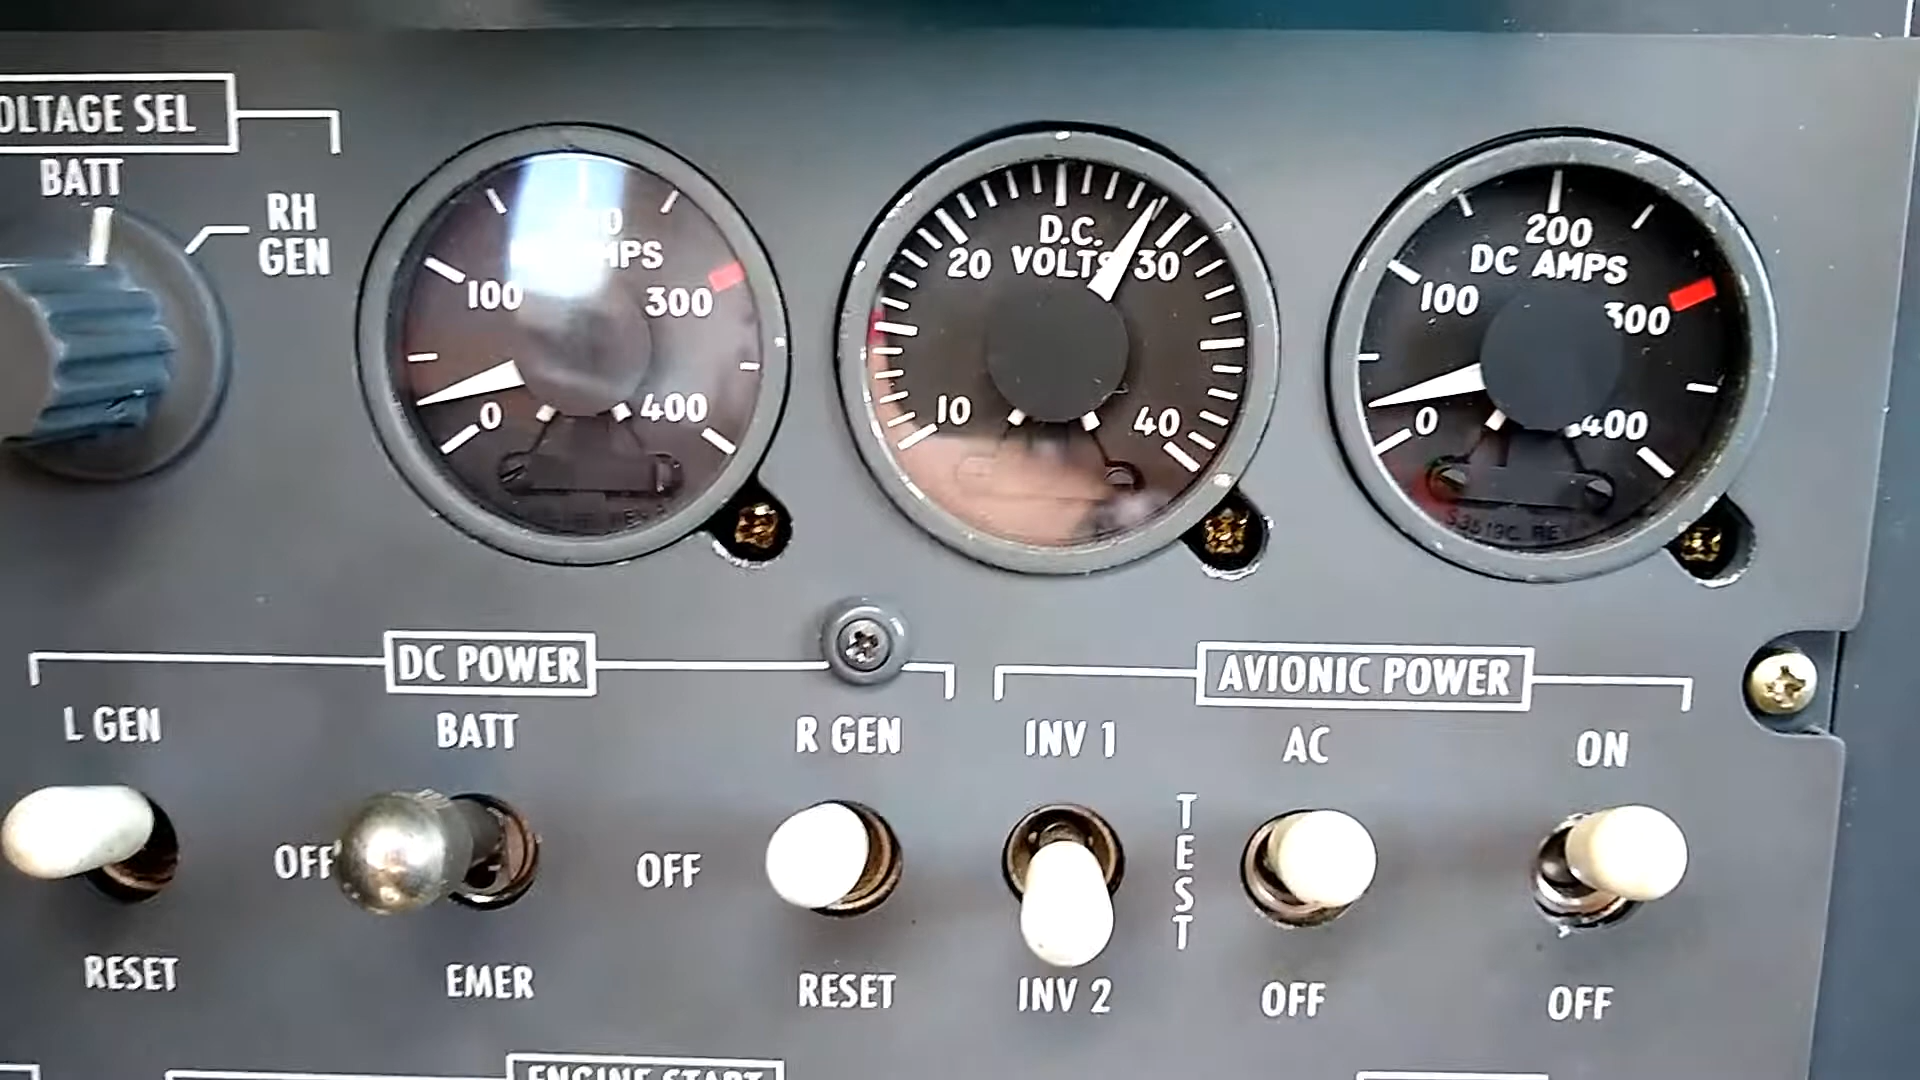 OLTAGE SEL
BATT
RH
GEN
AMPS
100
300
0
400
D.C.
VOLTS
20
30
10
40
200
DC AMPS
100
300
0
400
S3519C REV
DC POWER
AVIONIC POWER
L GEN
BATT
R GEN
INV 1
AC
ON
TEST
OFF
OFF
RESET
EMER
RESET
INV 2
OFF
OFF
ENGINE START